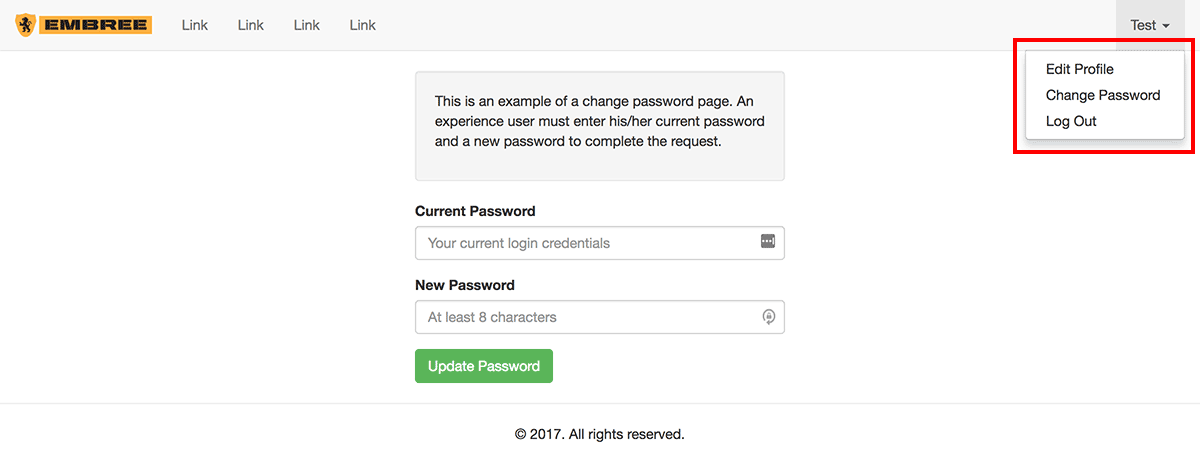 EMBREE Link Link Link Link Test
Edit Profile
Change Password
Log Out
This is an example of a change password page. An
experience user must enter his/her current password
and a new password to complete the request.
Current Password
Your current login credentials
New Password
At least 8 characters
Update Password
© 2017. All rights reserved.